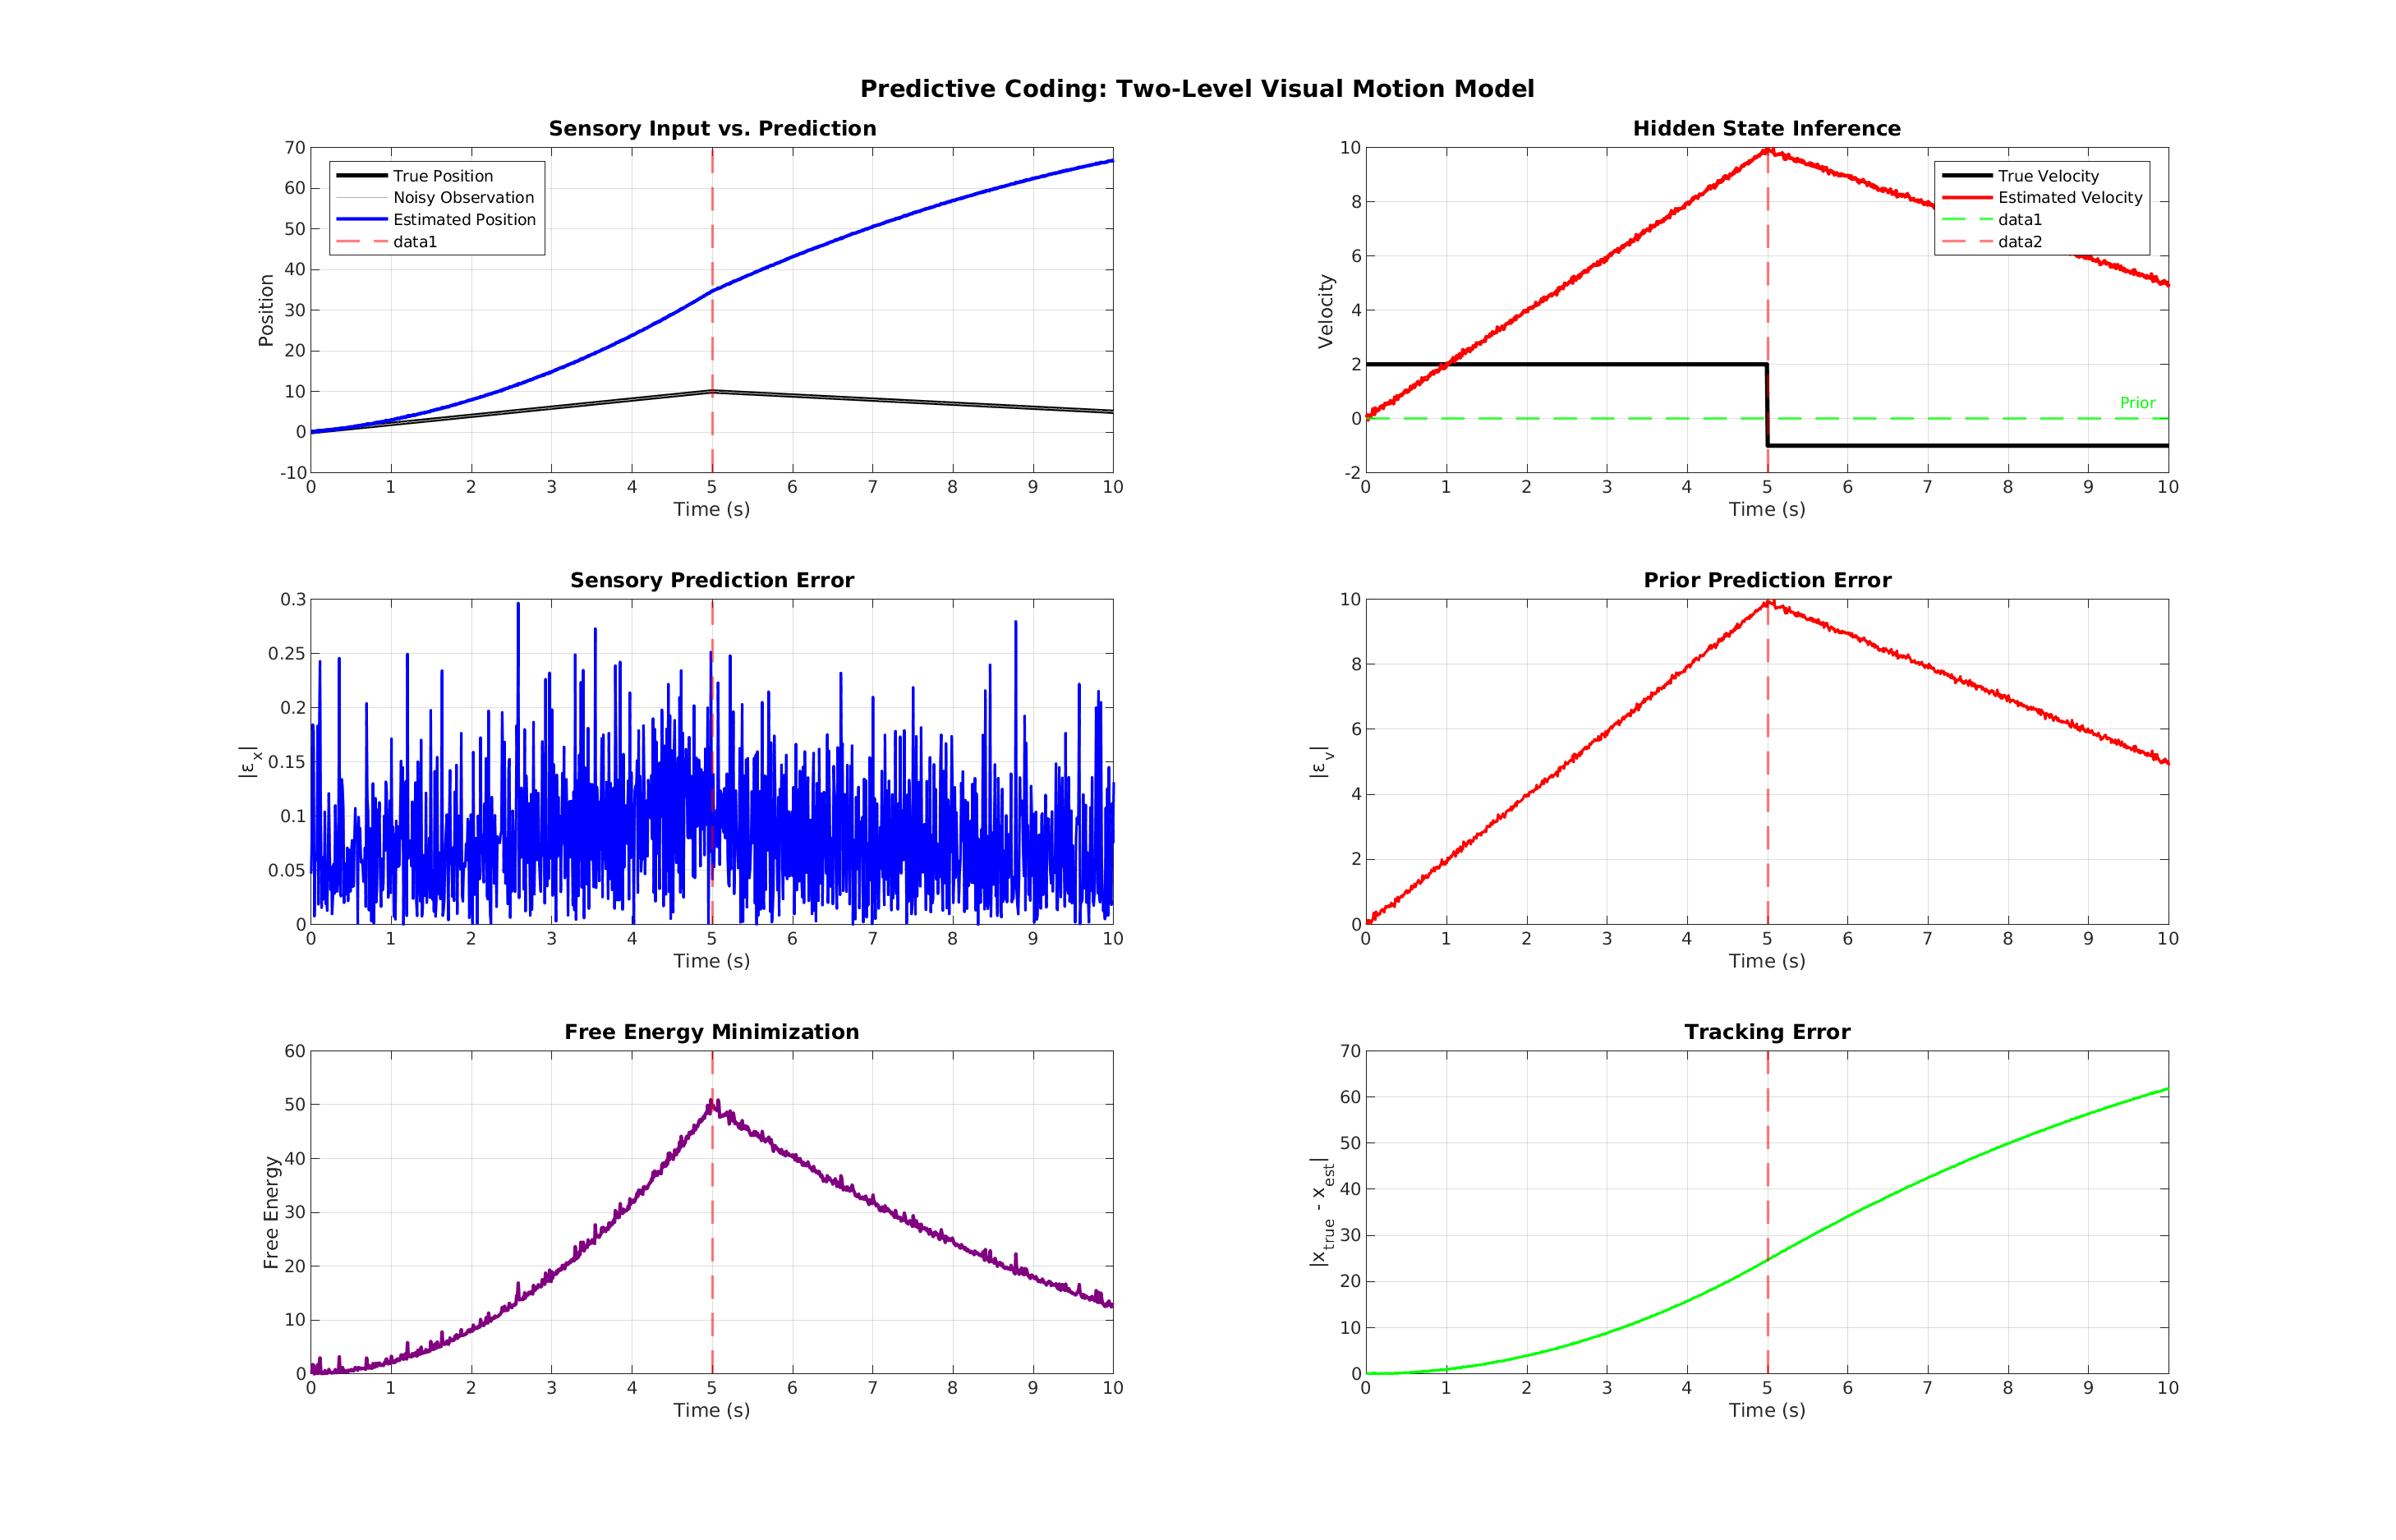 Predictive Coding: Two-Level Visual Motion Model
Sensory Input vs. Prediction
70
60
50
40
30
20
10
0
-10
Position
True Position
Noisy Observation
Estimated Position
data1
0 1 2 3 4 5 6 7 8 9 10
Time (s)
Hidden State Inference
10
8
6
4
2
0
-2
Velocity
True Velocity
Estimated Velocity
data1
data2
Prior
0 1 2 3 4 5 6 7 8 9 10
Time (s)
Sensory Prediction Error
0.3
0.25
0.2
0.15
0.1
0.05
0
|ε_x|
0 1 2 3 4 5 6 7 8 9 10
Time (s)
Prior Prediction Error
10
8
6
4
2
0
|ε_v|
0 1 2 3 4 5 6 7 8 9 10
Time (s)
Free Energy Minimization
60
50
40
30
20
10
0
Free Energy
0 1 2 3 4 5 6 7 8 9 10
Time (s)
Tracking Error
70
60
50
40
30
20
10
0
|x_true - x_est|
0 1 2 3 4 5 6 7 8 9 10
Time (s)